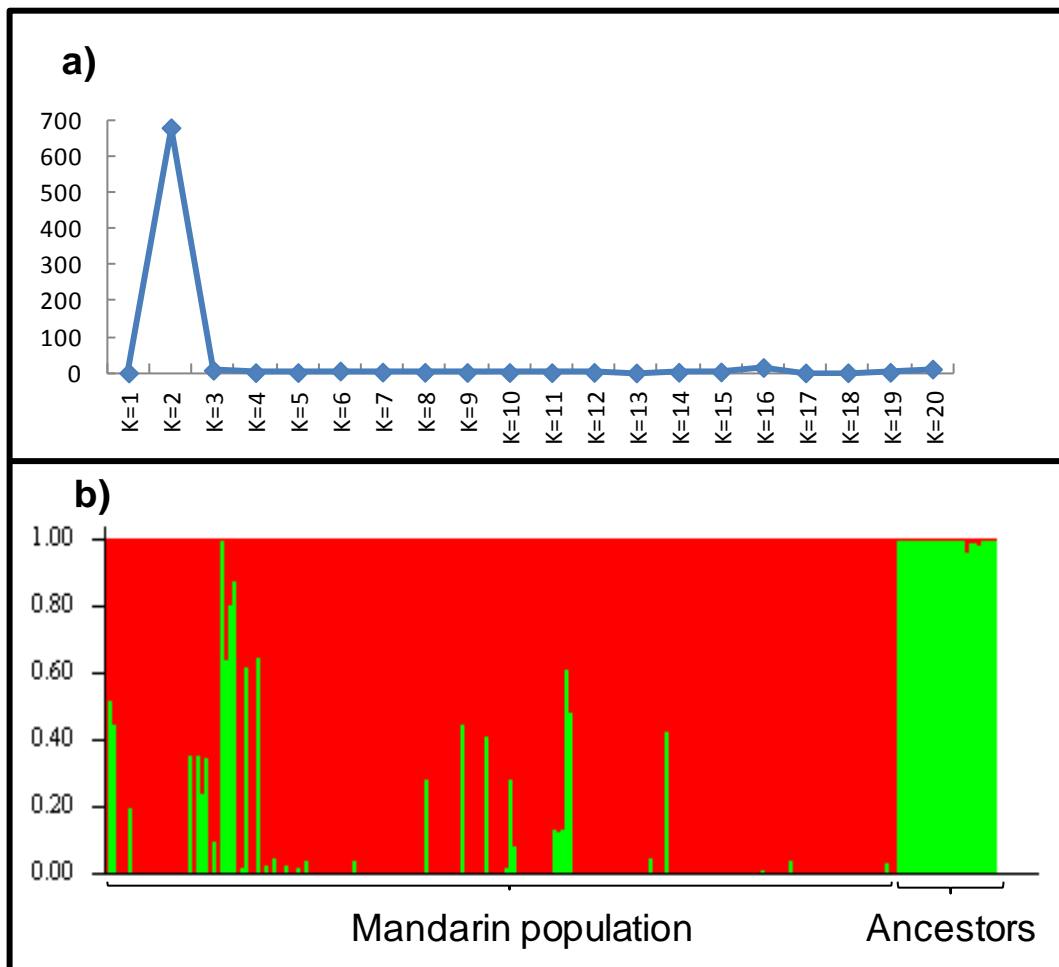 a)
700
600
500
400
300
200
100
0
K=1
K=2
K=3
K=4
K=5
K=6
K=7
K=8
K=9
K=10
K=11
K=12
K=13
K=14
K=15
K=16
K=17
K=18
K=19
K=20
b)
1.00
0.80
0.60
0.40
0.20
0.00
Mandarin population Ancestors